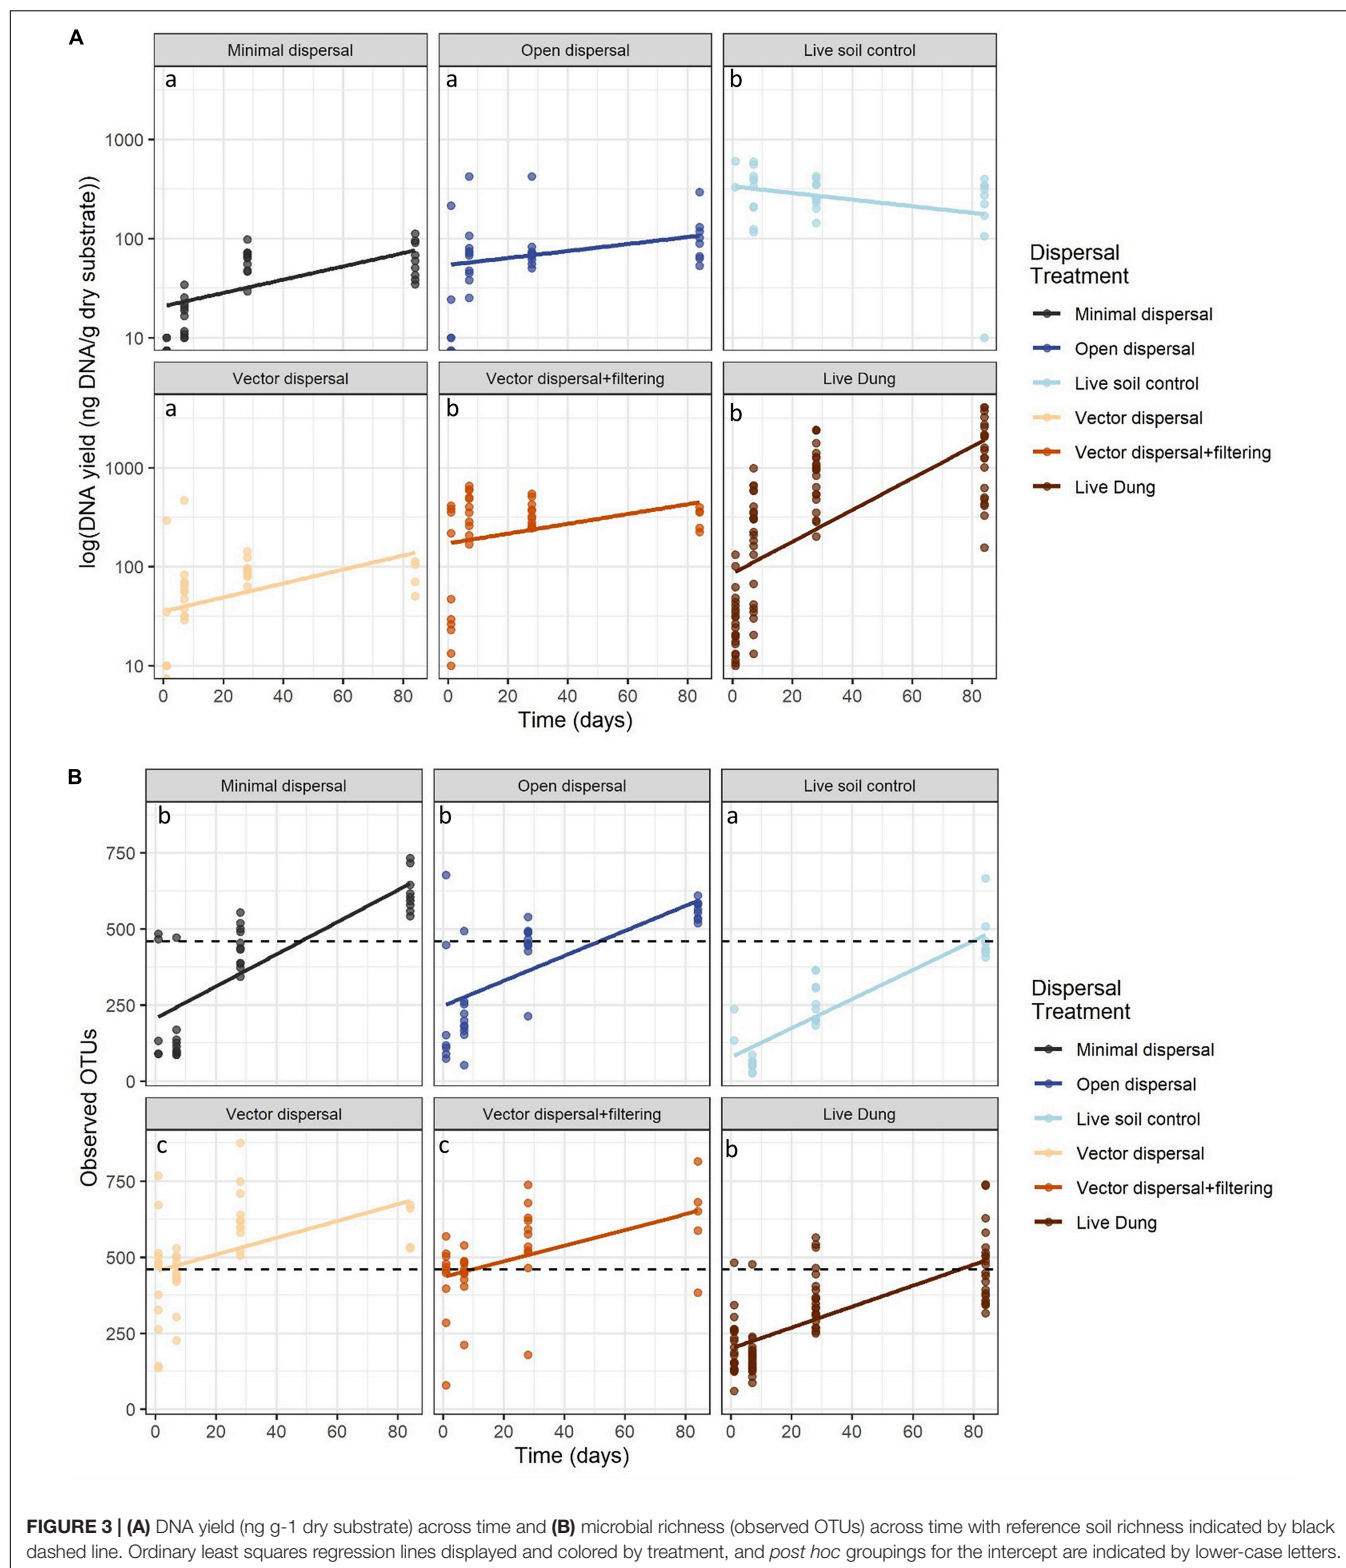 A
Minimal dispersal
Open dispersal
Live soil control
a
a
b
1000
100
10
Vector dispersal
Vector dispersal+filtering
Live Dung
a
b
b
1000
100
10
0 20 40 60 80
0 20 40 60 80
0 20 40 60 80
log(DNA yield (ng DNA/g dry substrate))
Time (days)
Dispersal
Treatment
Minimal dispersal
Open dispersal
Live soil control
Vector dispersal
Vector dispersal+filtering
Live Dung
B
Minimal dispersal
Open dispersal
Live soil control
b
b
a
750
500
250
0
Vector dispersal
Vector dispersal+filtering
Live Dung
c
c
b
750
500
250
0
0 20 40 60 80
0 20 40 60 80
0 20 40 60 80
Observed OTUs
Time (days)
Dispersal
Treatment
Minimal dispersal
Open dispersal
Live soil control
Vector dispersal
Vector dispersal+filtering
Live Dung
FIGURE 3 | (A) DNA yield (ng g-1 dry substrate) across time and (B) microbial richness (observed OTUs) across time with reference soil richness indicated by black
dashed line. Ordinary least squares regression lines displayed and colored by treatment, and post hoc groupings for the intercept are indicated by lower-case letters.